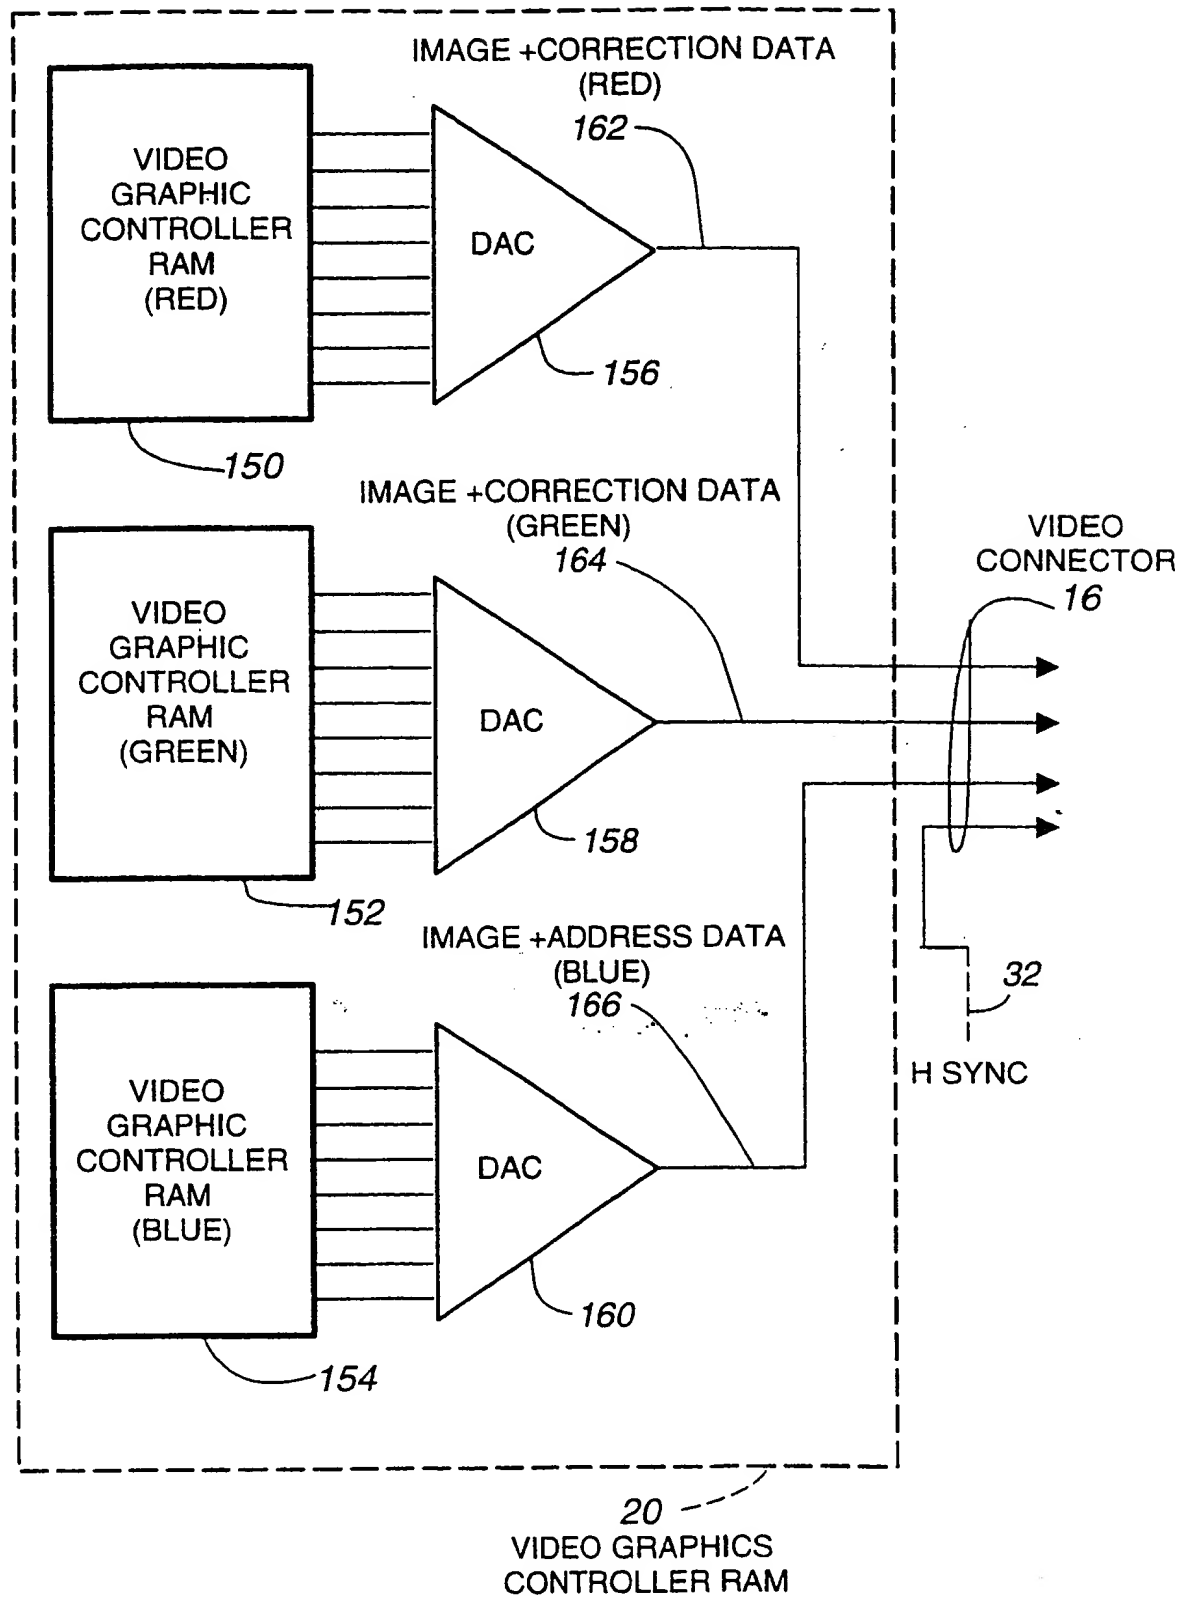 IMAGE +CORRECTION DATA
(RED)
162
VIDEO
GRAPHIC
CONTROLLER
RAM
(RED)
DAC
156
150
IMAGE +CORRECTION DATA
(GREEN)
164
VIDEO
CONNECTOR
16
VIDEO
GRAPHIC
CONTROLLER
RAM
(GREEN)
DAC
158
152
IMAGE +ADDRESS DATA
(BLUE)
166
32
H SYNC
VIDEO
GRAPHIC
CONTROLLER
RAM
(BLUE)
DAC
160
154
20
VIDEO GRAPHICS
CONTROLLER RAM